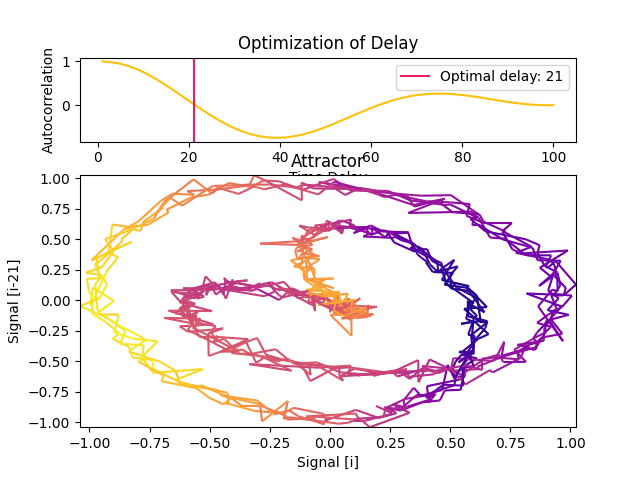 Optimization of Delay
Autocorrelation
1
0
Optimal delay: 21
0 20 40 60 80 100
Attractor
Signal [i-21]
1.00
0.75
0.50
0.25
0.00
−0.25
−0.50
−0.75
−1.00
−1.00 −0.75 −0.50 −0.25 0.00 0.25 0.50 0.75 1.00
Signal [i]